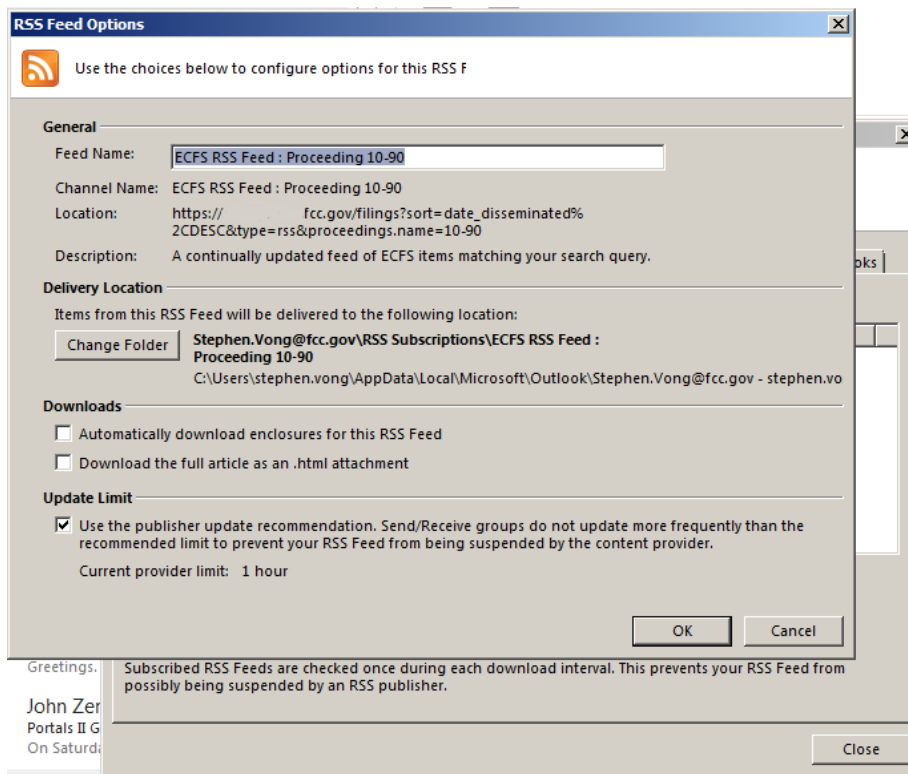 RSS Feed Options
Use the choices below to configure options for this RSS F
General
Feed Name: ECFS RSS Feed : Proceeding 10-90
Channel Name: ECFS RSS Feed : Proceeding 10-90
Location: https:// fcc.gov/filings?sort=date_disseminated%
2CDESC&type=rss&proceedings.name=10-90
Description: A continually updated feed of ECFS items matching your search query.
oks
Delivery Location
Items from this RSS Feed will be delivered to the following location:
Change Folder Stephen.Vong@fcc.gov\RSS Subscriptions\ECFS RSS Feed :
Proceeding 10-90
C:\Users\stephen.vong\AppData\Local\Microsoft\Outlook\Stephen.Vong@fcc.gov - stephen.vo
Downloads
Automatically download enclosures for this RSS Feed
Download the full article as an .html attachment
Update Limit
Use the publisher update recommendation. Send/Receive groups do not update more frequently than the
recommended limit to prevent your RSS Feed from being suspended by the content provider.
Current provider limit: 1 hour
OK Cancel
Greetings.
Subscribed RSS Feeds are checked once during each download interval. This prevents your RSS Feed from
possibly being suspended by an RSS publisher.
John Zer
Portals II G
On Saturda
Close